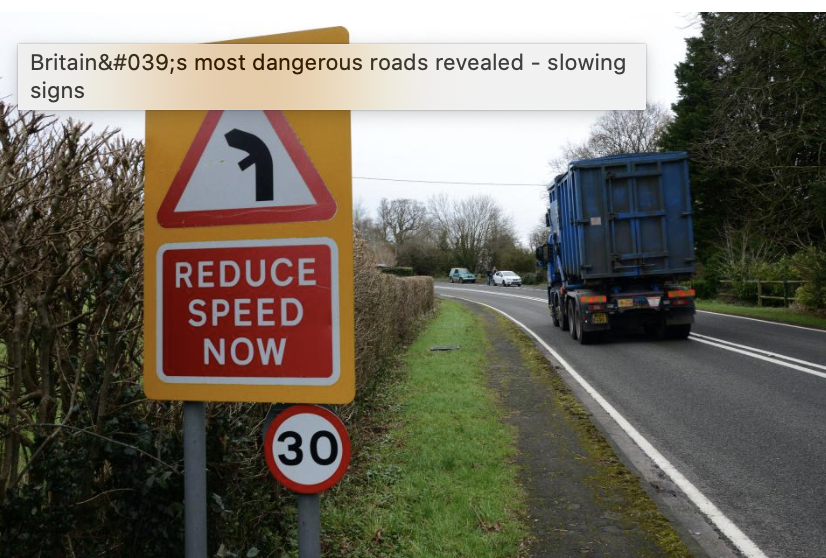 Britain&#039;s most dangerous roads revealed - slowing
signs
REDUCE
SPEED
NOW
30